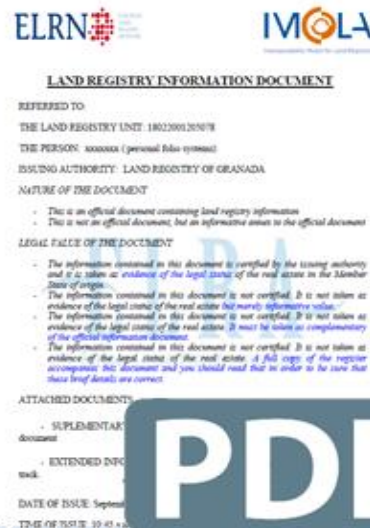 ELRN
IMOLA
LAND REGISTRY INFORMATION DOCUMENT
REFERRED TO:
THE LAND REGISTRY UNIT: 18022001205078
THE PERSON: xxxxxxx ( personal folio systems)
ISSUING AUTHORITY: LAND REGISTRY OF GRANADA
NATURE OF THE DOCUMENT
- This is an official document containing land registry information
- This is not an official document, but an informative annex to the official document
LEGAL VALUE OF THE DOCUMENT
- The information contained in this document is certified by the issuing authority
and it is taken as evidence of the legal status of the real estate in the Member
State of origin.
- The information contained in this document is not certified. It is not taken as
evidence of the legal status of the real estate but merely informative value.
- The information contained in this document is not certified. It is not taken as
evidence of the legal status of the real estate. It must be taken as complementary
of the official information document.
- The information contained in this document is not certified. It is not taken as
evidence of the legal status of the real estate. A full copy of the register
accompanies this document and you should read that in order to be sure that
these brief details are correct.
ELRA
ATTACHED DOCUMENTS
- SUPLEMENTAR
document
- EXTENDED INFO
track.
DATE OF ISSUE: Septem
TIME OF ISSUE: 10:45
PDF